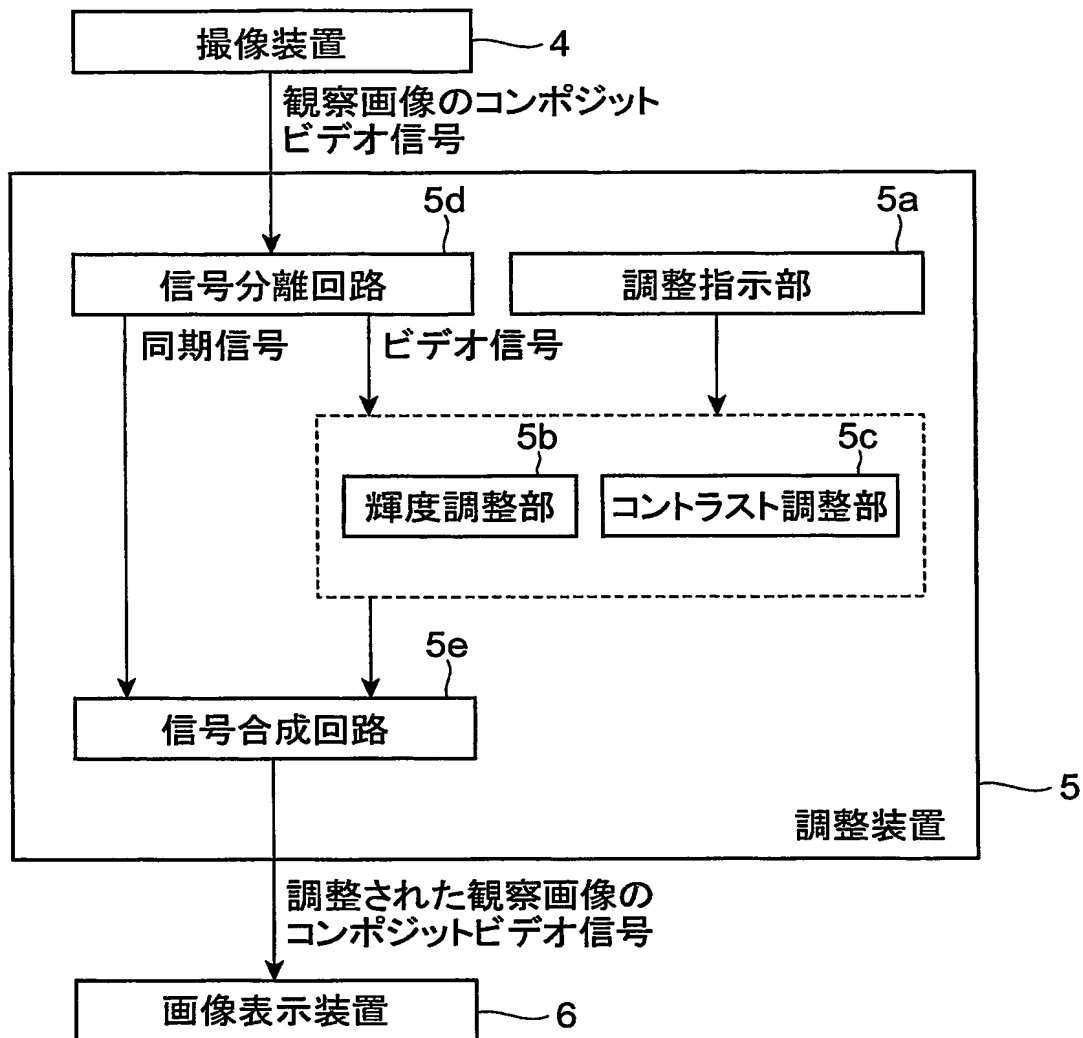 撮像装置
4
観察画像のコンポジット
ビデオ信号
5d
5a
信号分離回路
調整指示部
同期信号
ビデオ信号
5b
5c
輝度調整部
コントラスト調整部
5e
信号合成回路
5
調整装置
調整された観察画像の
コンポジットビデオ信号
画像表示装置
6